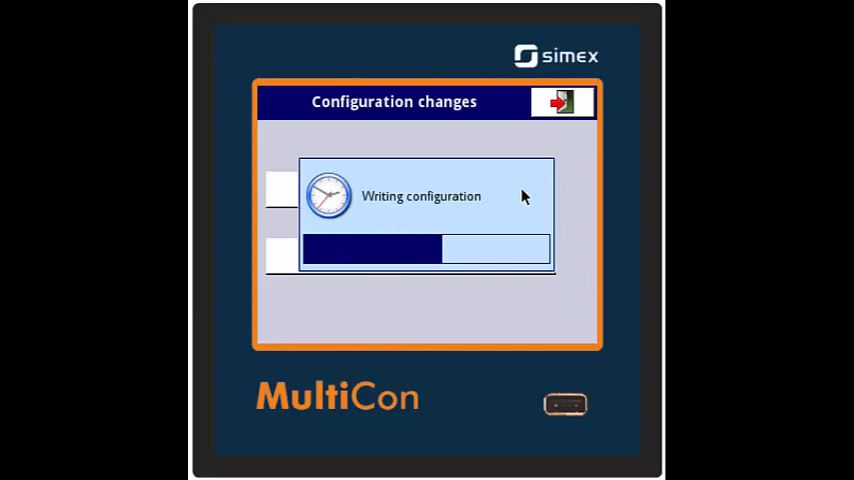 simex
Configuration changes
Writing configuration
MultiCon